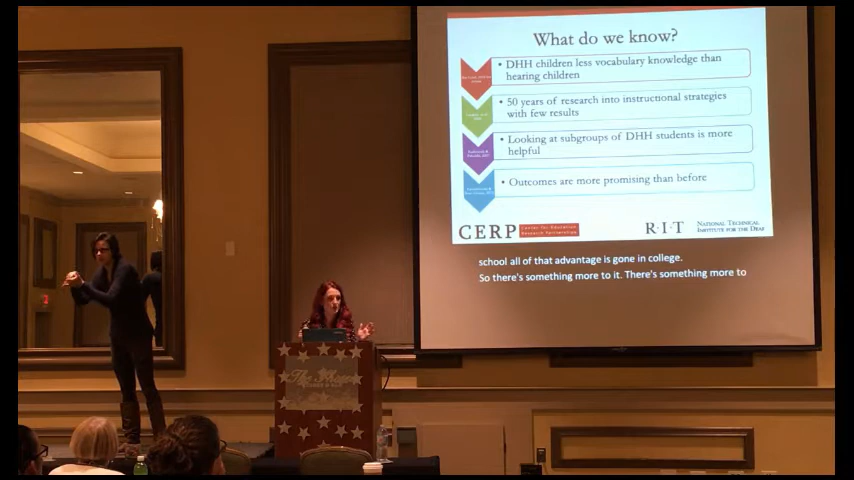 What do we know?
• DHH children less vocabulary knowledge than
hearing children
• 50 years of research into instructional strategies
with few results
• Looking at subgroups of DHH students is more
helpful
• Outcomes are more promising than before
CERP Center for Education
Research Partnerships
R·I·T NATIONAL TECHNICAL
INSTITUTE FOR THE DEAF
school all of that advantage is gone in college.
So there's something more to it. There's something more to